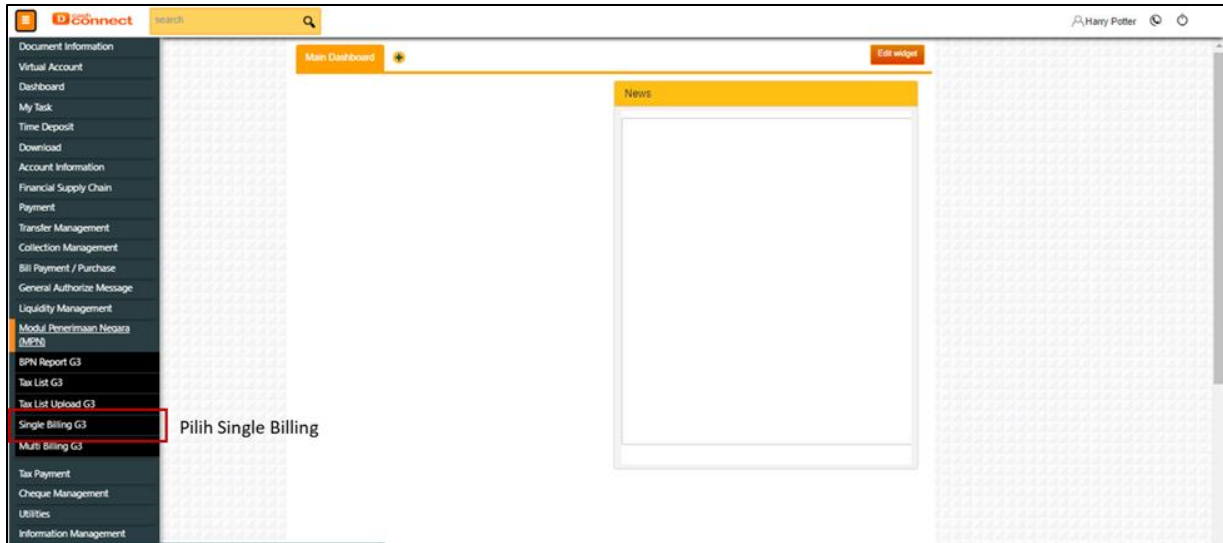 D cash connect
search
Harry Potter
Document Information
Virtual Account
Dashboard
My Task
Time Deposit
Download
Account Information
Financial Supply Chain
Payment
Transfer Management
Collection Management
Bill Payment / Purchase
General Authorize Message
Liquidity Management
Modul Penerimaan Negara
(MPN)
BPN Report G3
Tax List G3
Tax List Upload G3
Single Billing G3
Multi Billing G3
Tax Payment
Cheque Management
Utilities
Information Management
Main Dashboard
Edit widget
News
Pilih Single Billing